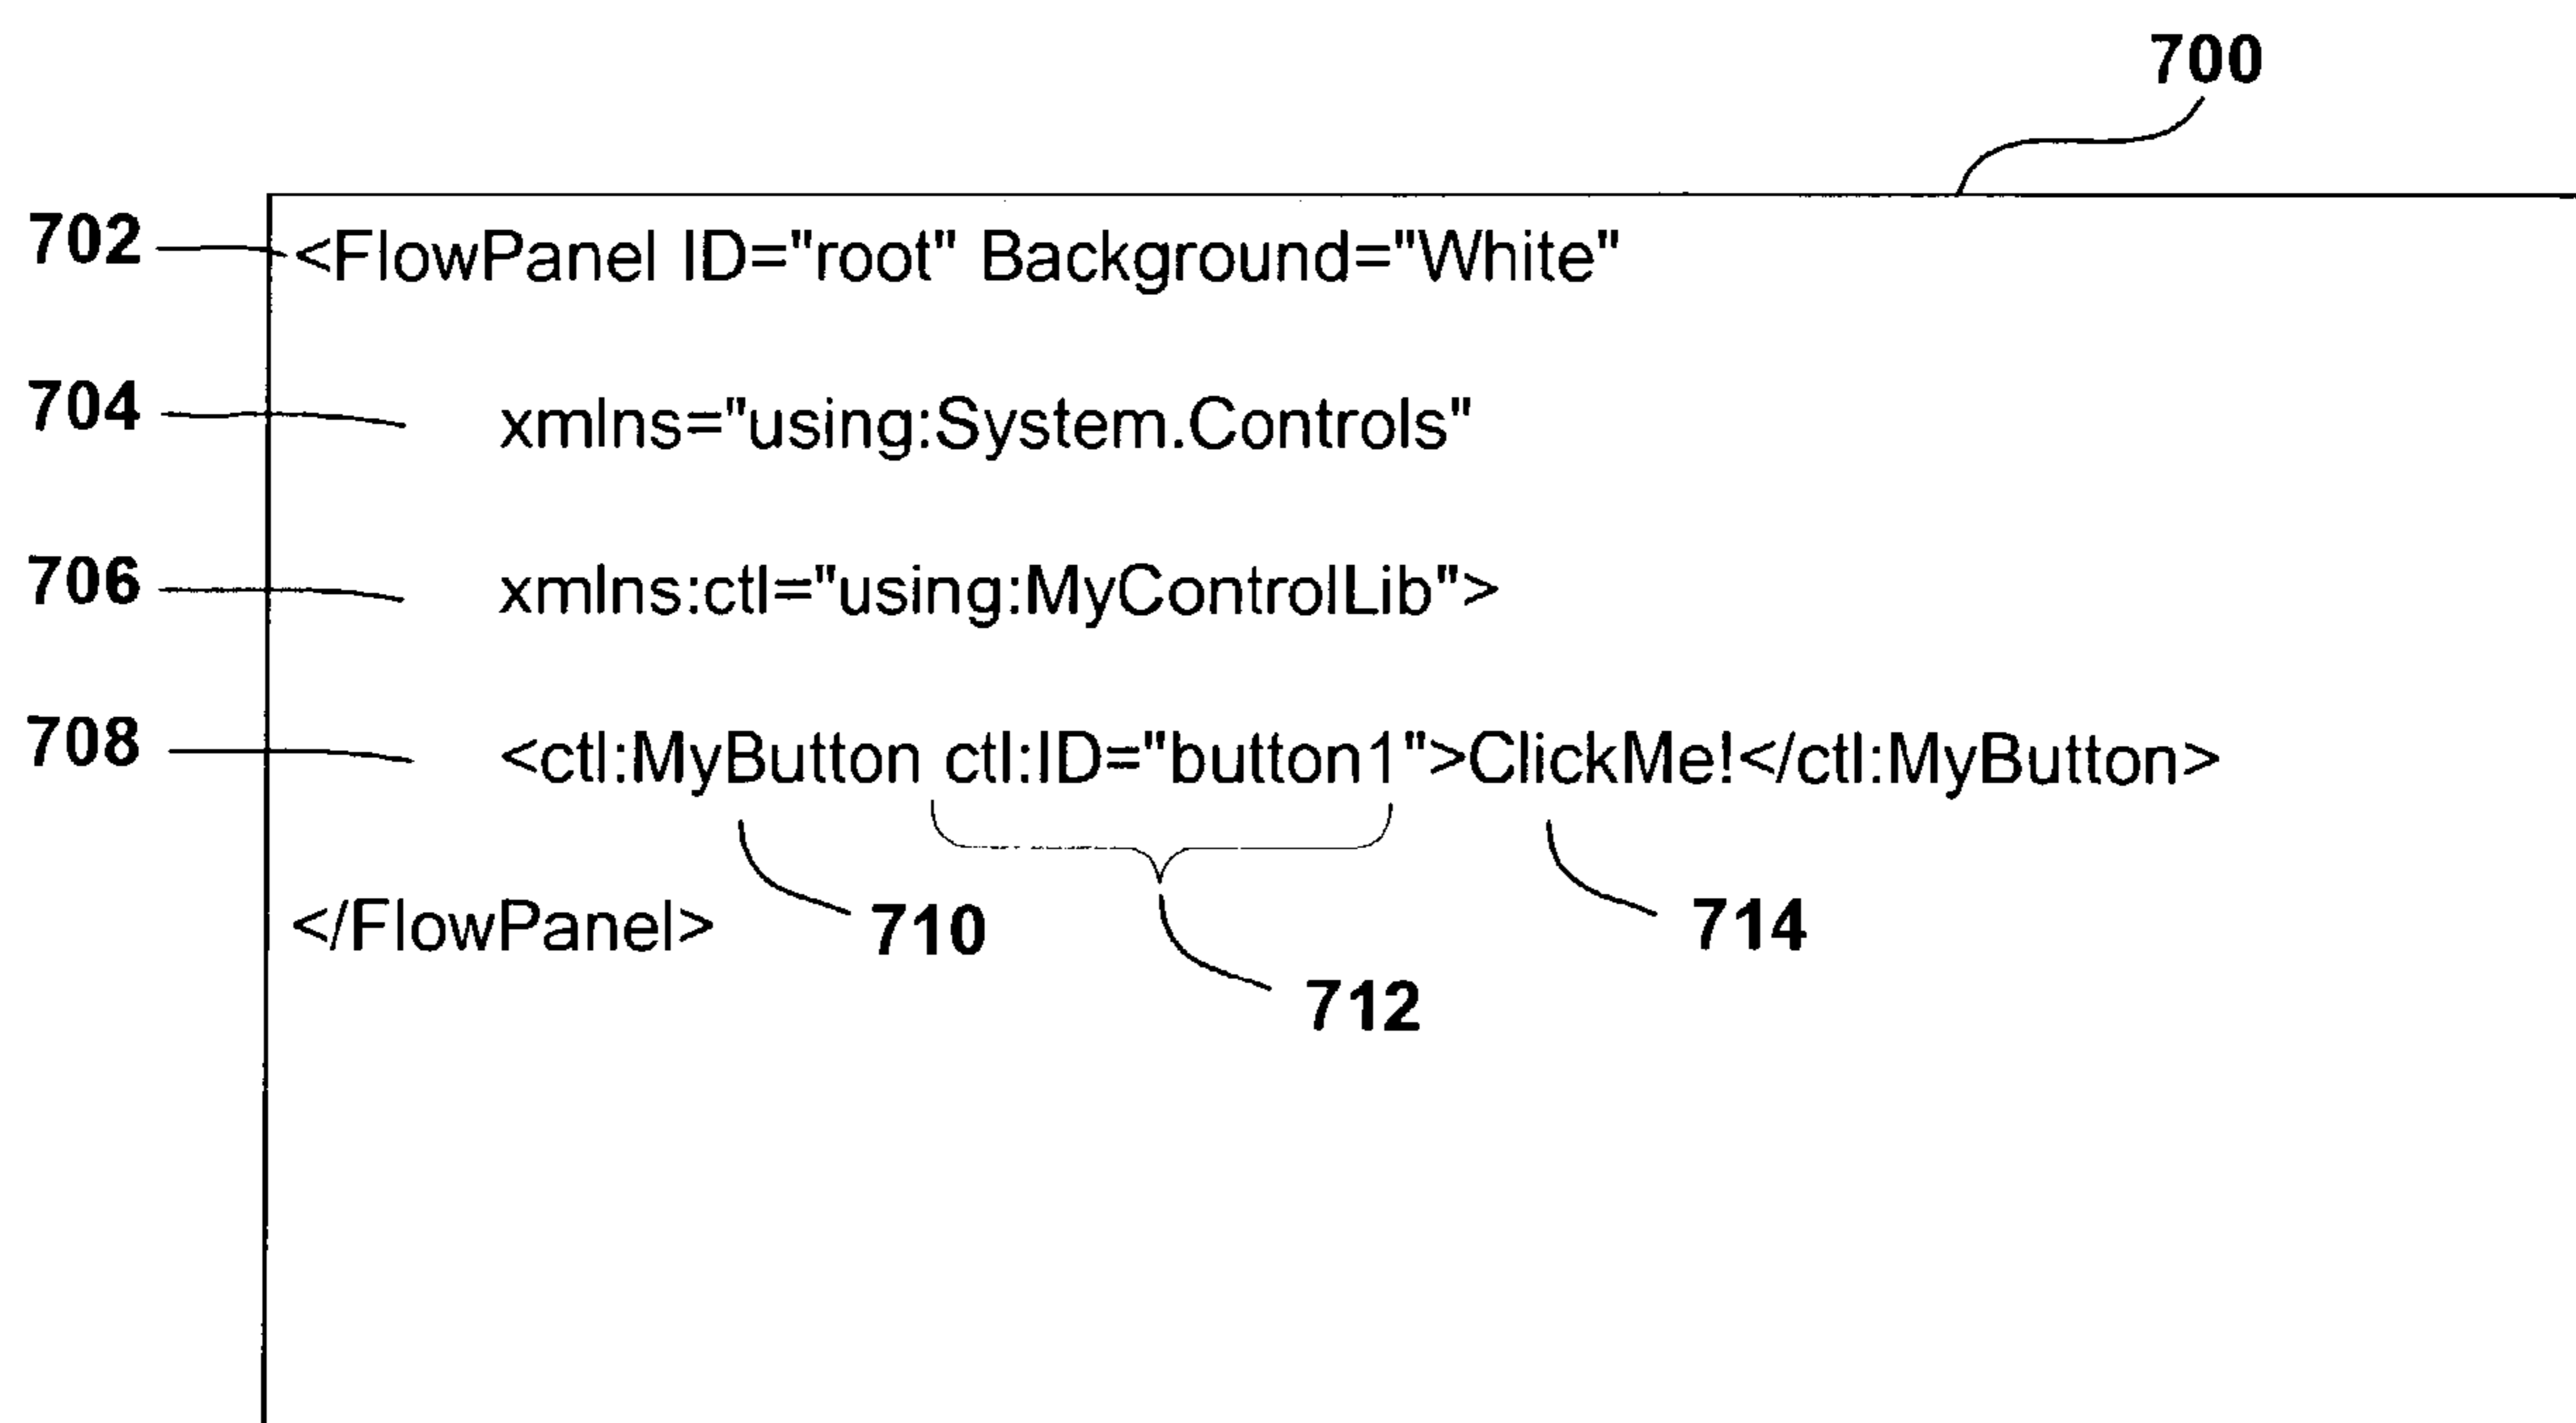 700
702 <FlowPanel ID="root" Background="White"
704 xmlns="using:System.Controls"
706 xmlns:ctl="using:MyControlLib">
708 <ctl:MyButton ctl:ID="button1">ClickMe!</ctl:MyButton>
</FlowPanel> 710 714
712